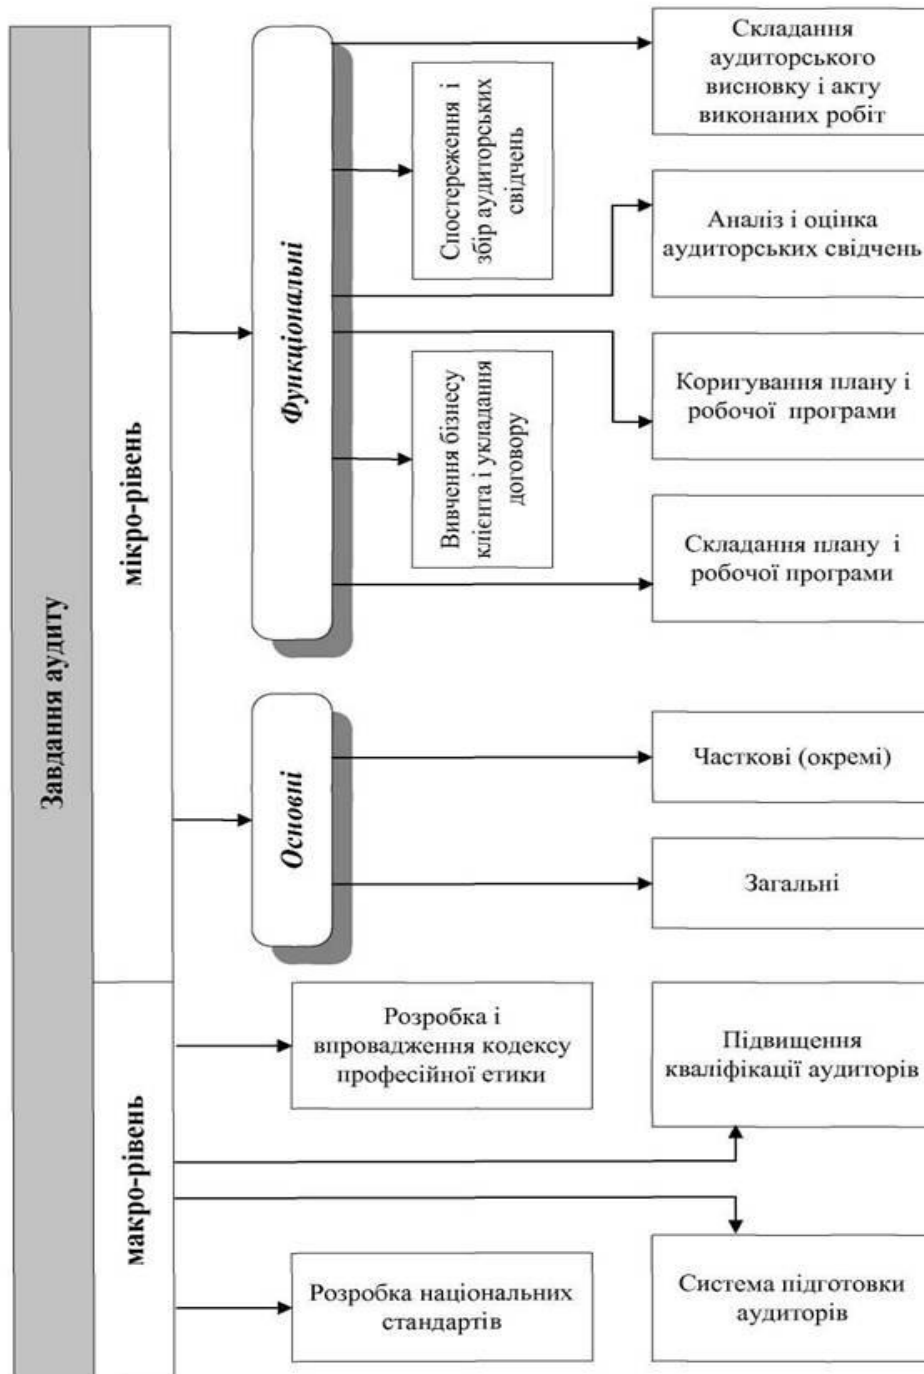 Завдання аудиту
мікро-рівень
Функціональні
Складання
аудиторського
висновку і акту
виконаних робіт
Спостереження і
збір аудиторських
свідчень
Аналіз і оцінка
аудиторських свідчень
Коригування плану і
робочої програми
Вивчення бізнесу
клієнта і укладання
договору
Складання плану і
робочої програми
Основні
Часткові (окремі)
Загальні
макро-рівень
Розробка і
впровадження кодексу
професійної етики
Підвищення
кваліфікації аудиторів
Розробка національних
стандартів
Система підготовки
аудиторів